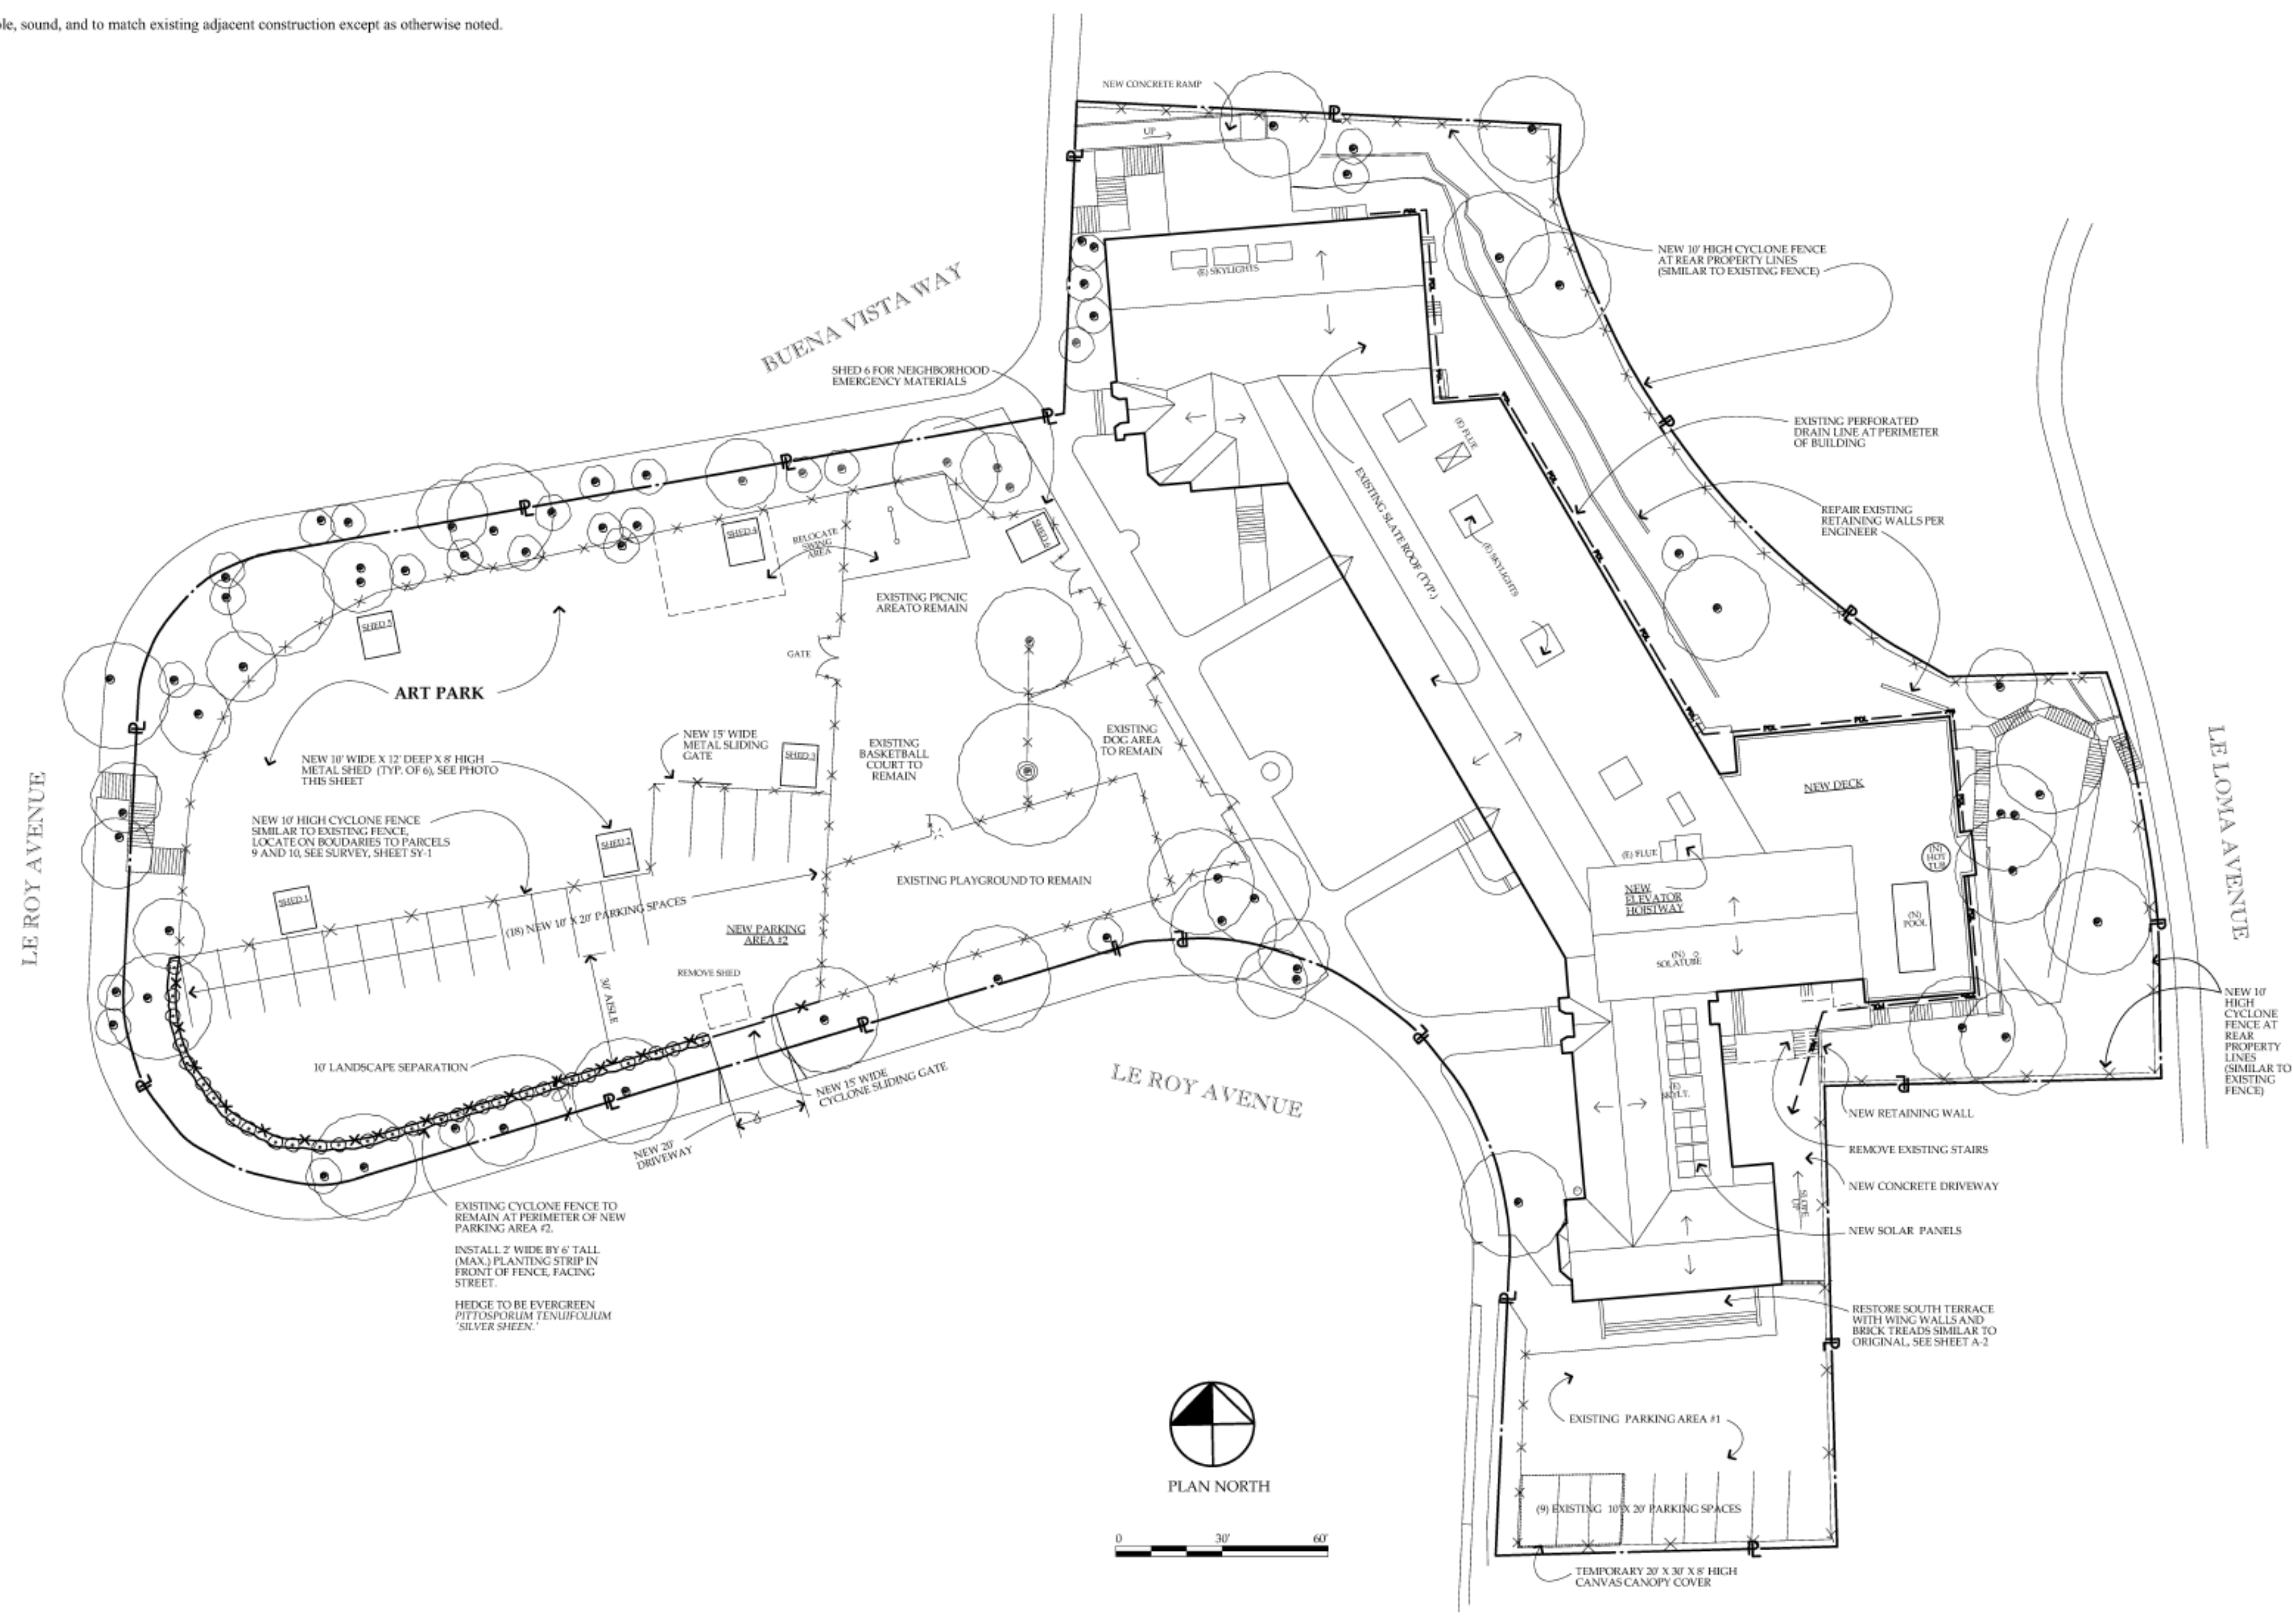 ole, sound, and to match existing adjacent construction except as otherwise noted.
NEW CONCRETE RAMP
UP
(E) SKYLIGHTS
NEW 10' HIGH CYCLONE FENCE
AT REAR PROPERTY LINES
(SIMILAR TO EXISTING FENCE)
BUENA VISTA WAY
SHED 6 FOR NEIGHBORHOOD
EMERGENCY MATERIALS
EXISTING PERFORATED
DRAIN LINE AT PERIMETER
OF BUILDING
(E) FLUE
EXISTING SLATE ROOF (TYP.)
(E) SKYLIGHTS
REPAIR EXISTING
RETAINING WALLS PER
ENGINEER
SHED 4
RELOCATE
SWING
AREA
SHED 6
EXISTING PICNIC
AREATO REMAIN
SHED 5
GATE
ART PARK
NEW 15' WIDE
METAL SLIDING
GATE
SHED 3
EXISTING
BASKETBALL
COURT TO
REMAIN
EXISTING
DOG AREA
TO REMAIN
NEW 10' WIDE X 12' DEEP X 8' HIGH
METAL SHED (TYP. OF 6), SEE PHOTO
THIS SHEET
NEW 10' HIGH CYCLONE FENCE
SIMILAR TO EXISTING FENCE,
LOCATE ON BOUDARIES TO PARCELS
9 AND 10, SEE SURVEY, SHEET SY-1
SHED 2
SHED 1
LE ROY AVENUE
(18) NEW 10' X 20' PARKING SPACES
EXISTING PLAYGROUND TO REMAIN
NEW PARKING
AREA #2
REMOVE SHED
30' AISLE
10' LANDSCAPE SEPARATION
NEW 15' WIDE
CYCLONE SLIDING GATE
NEW 20'
DRIVEWAY
LE ROY AVENUE
NEW DECK
(N)
HOT
TUB
(N)
POOL
(E) FLUE
NEW
ELEVATOR
HOISTWAY
(N)
SOLATUBE
(E)
SKYLT.
LE LOMA AVENUE
NEW 10'
HIGH
CYCLONE
FENCE AT
REAR
PROPERTY
LINES
(SIMILAR TO
EXISTING
FENCE)
NEW RETAINING WALL
REMOVE EXISTING STAIRS
NEW CONCRETE DRIVEWAY
SLOPE
UP
NEW SOLAR PANELS
EXISTING CYCLONE FENCE TO
REMAIN AT PERIMETER OF NEW
PARKING AREA #2.
INSTALL 2' WIDE BY 6' TALL
(MAX.) PLANTING STRIP IN
FRONT OF FENCE, FACING
STREET.
HEDGE TO BE EVERGREEN
PITTOSPORUM TENUIFOLIUM
'SILVER SHEEN.'
RESTORE SOUTH TERRACE
WITH WING WALLS AND
BRICK TREADS SIMILAR TO
ORIGINAL, SEE SHEET A-2
EXISTING PARKING AREA #1
PLAN NORTH
(9) EXISTING 10' X 20' PARKING SPACES
0 30' 60'
TEMPORARY 20' X 30' X 8' HIGH
CANVAS CANOPY COVER